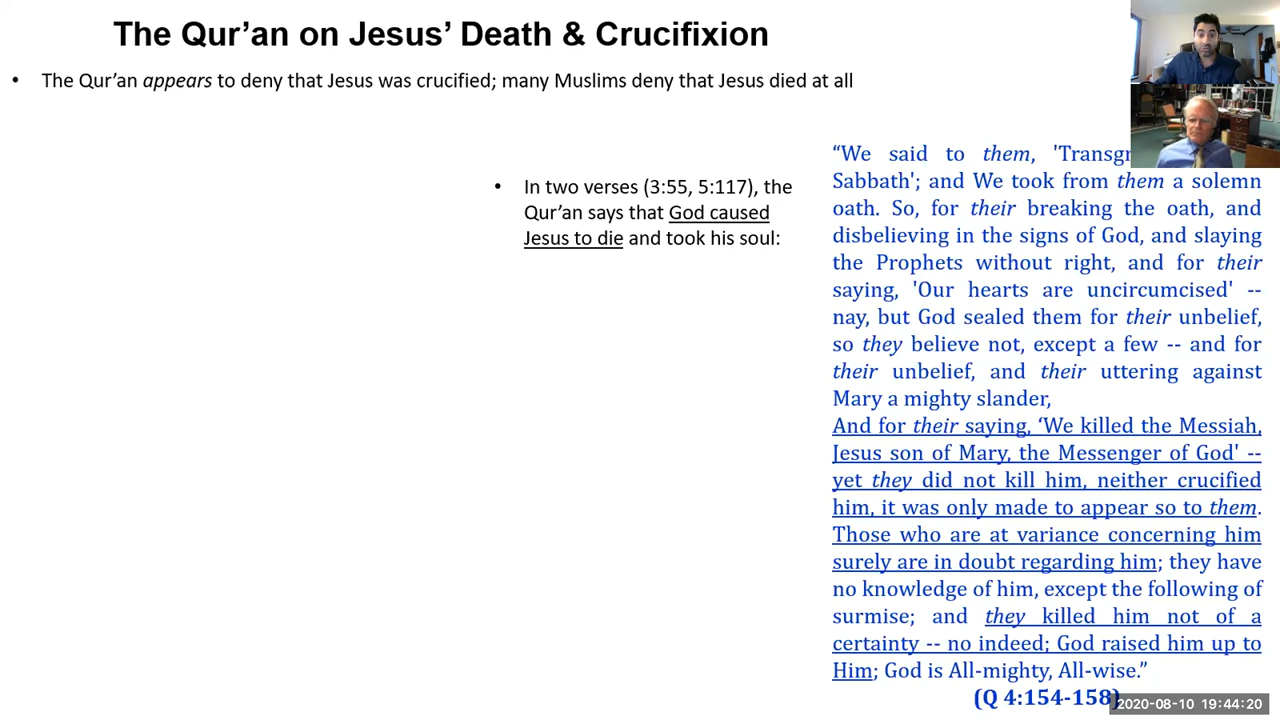 The Qur’an on Jesus’ Death & Crucifixion
• The Qur’an appears to deny that Jesus was crucified; many Muslims deny that Jesus died at all
• In two verses (3:55, 5:117), the
Qur’an says that God caused
Jesus to die and took his soul:
“We said to them,
Sabbath'; and We took from them a solemn
oath. So, for their breaking the oath, and
disbelieving in the signs of God, and slaying
the Prophets without right, and for their
saying, 'Our hearts are uncircumcised' --
nay, but God sealed them for their unbelief,
so they believe not, except a few -- and for
their unbelief, and their uttering against
Mary a mighty slander,
And for their saying, ‘We killed the Messiah,
Jesus son of Mary, the Messenger of God' --
yet they did not kill him, neither crucified
him, it was only made to appear so to them.
Those who are at variance concerning him
surely are in doubt regarding him; they have
no knowledge of him, except the following of
surmise; and they killed him not of a
certainty -- no indeed; God raised him up to
Him; God is All-mighty, All-wise.”
(Q 4:154-158)
2020-08-10 19:44:20